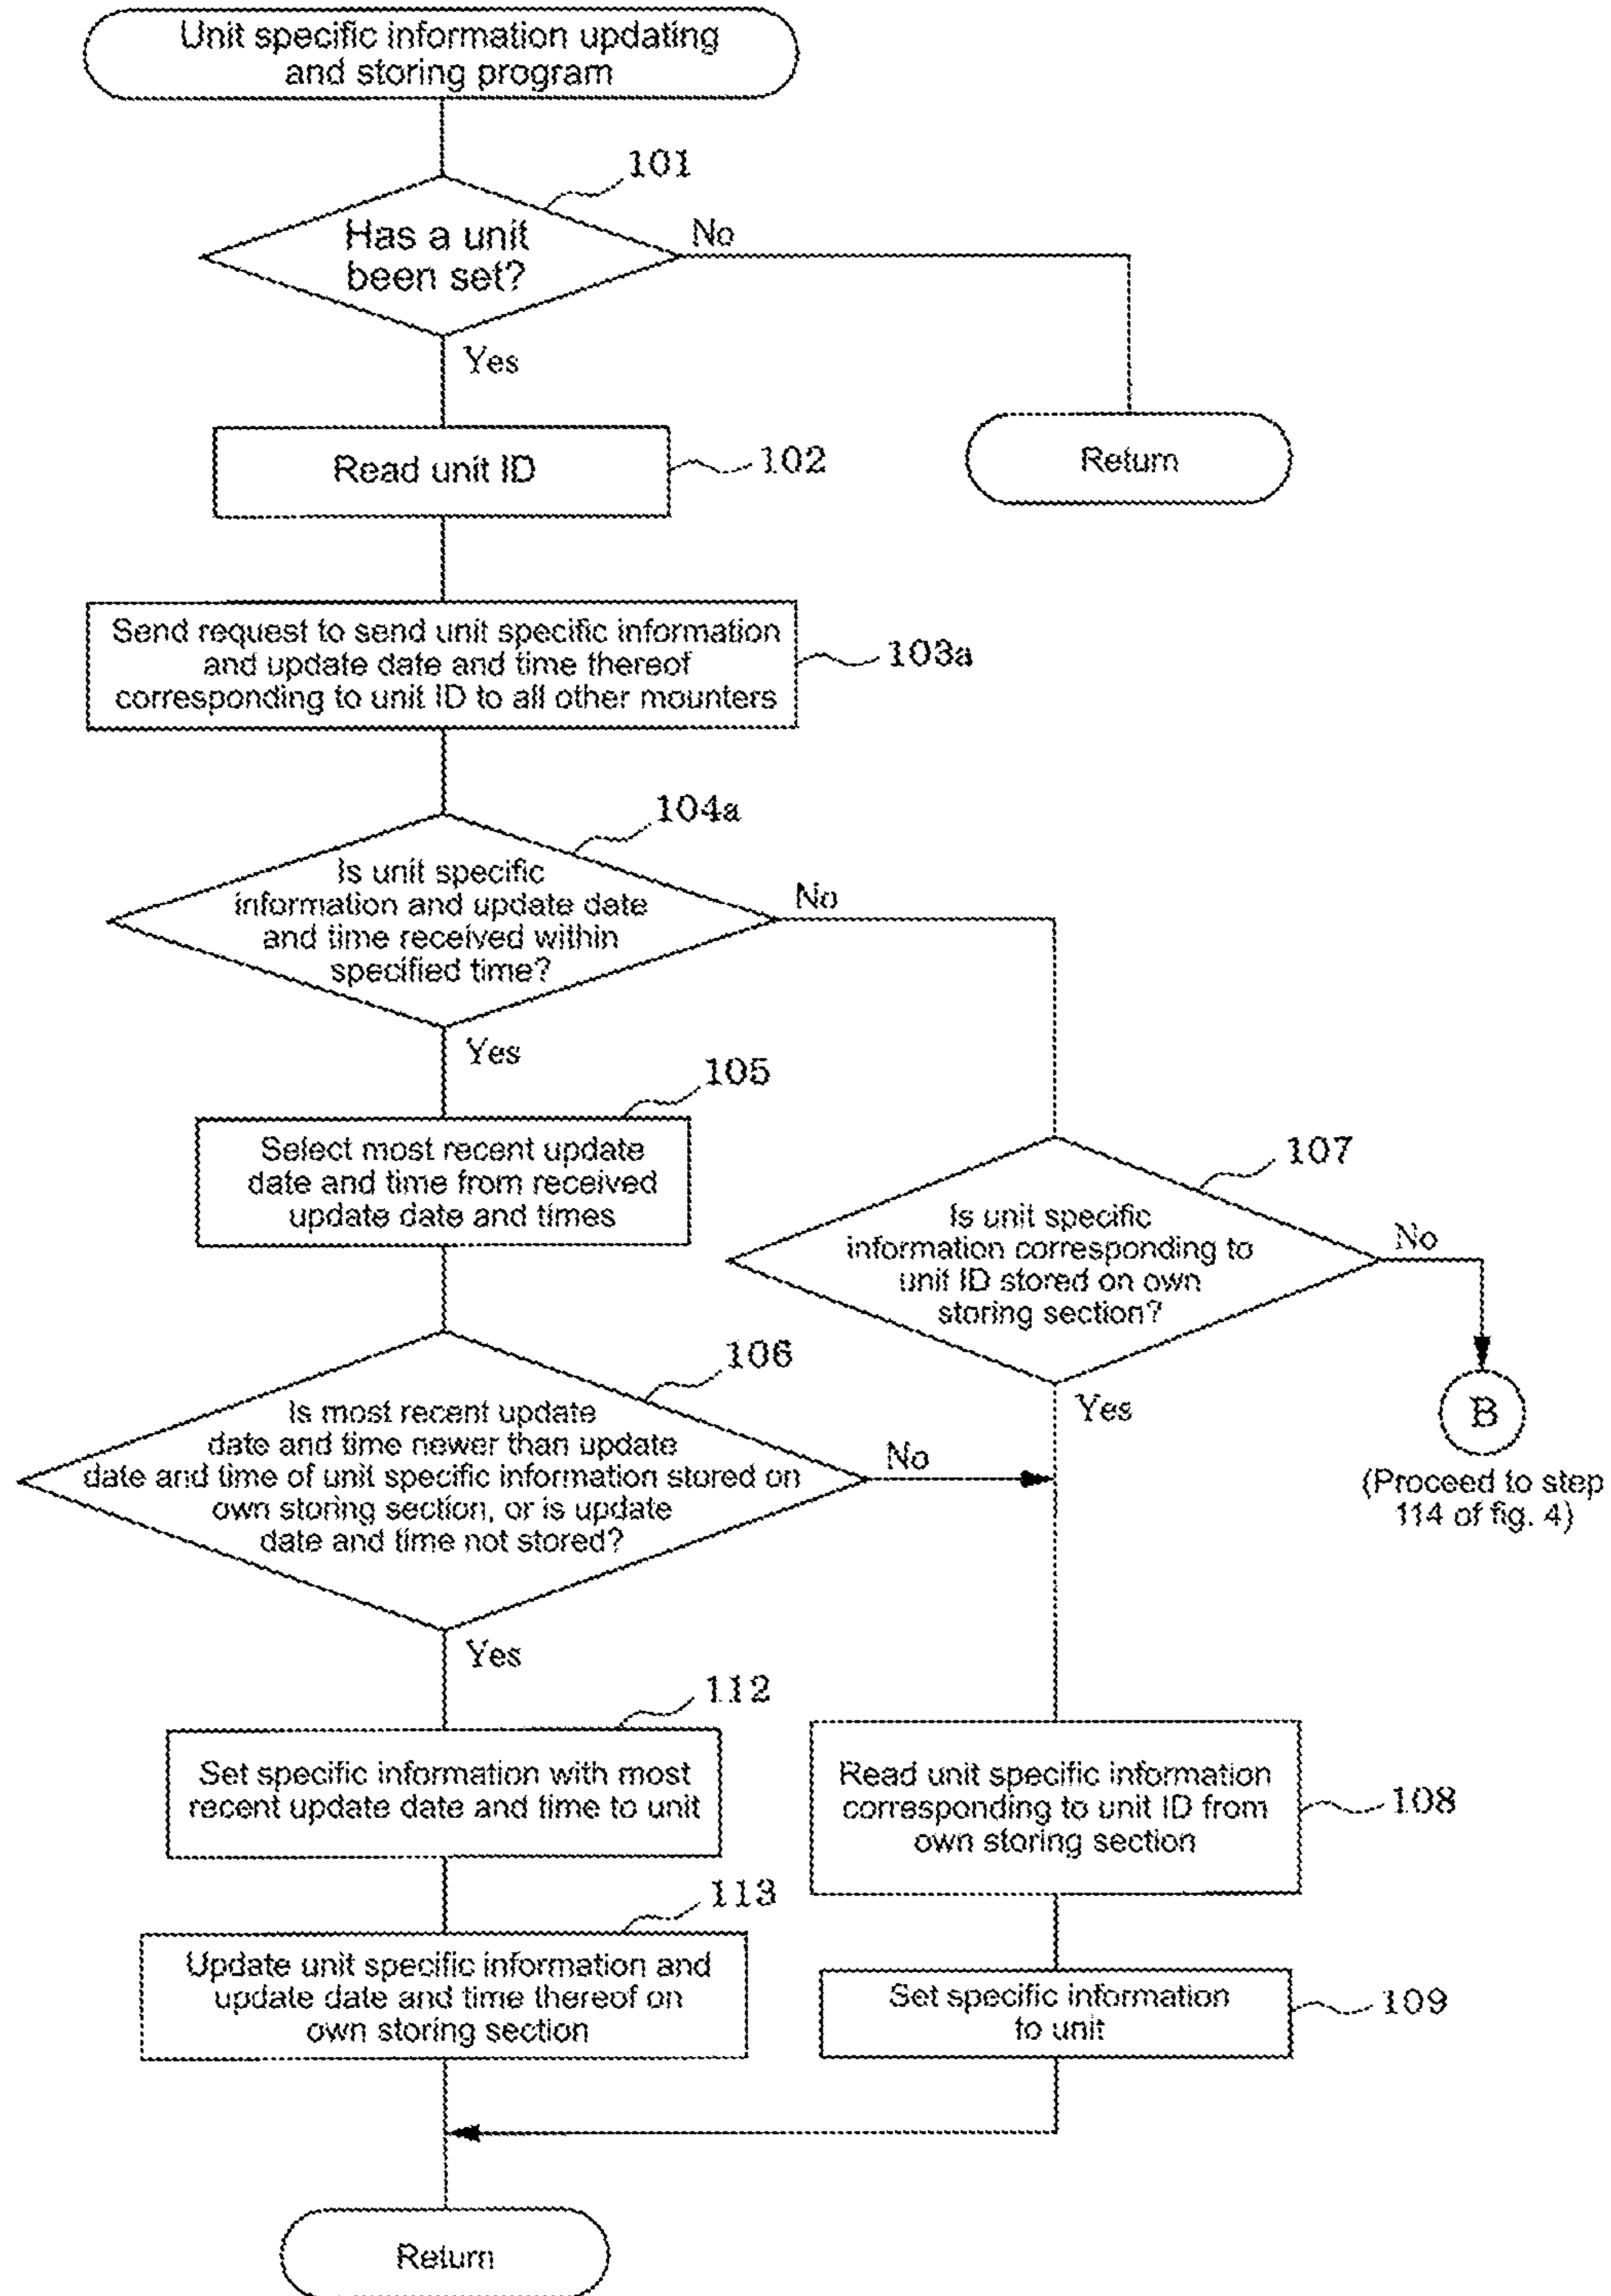 Unit specific information updating
and storing program
101
Has a unit
been set?
No
Yes
Read unit ID
102
Return
Send request to send unit specific information
and update date and time thereof
corresponding to unit ID to all other mounters
103a
104a
Is unit specific
information and update date
and time received within
specified time?
No
Yes
105
Select most recent update
date and time from received
update date and times
107
Is unit specific
information corresponding to
unit ID stored on own
storing section?
No
Yes
B
(Proceed to step
114 of fig. 4)
106
Is most recent update
date and time newer than update
date and time of unit specific information stored on
own storing section, or is update
date and time not stored?
No
Yes
112
Set specific information with most
recent update date and time to unit
Read unit specific information
corresponding to unit ID from
own storing section
108
113
Update unit specific information and
update date and time thereof on
own storing section
Set specific information
to unit
109
Return